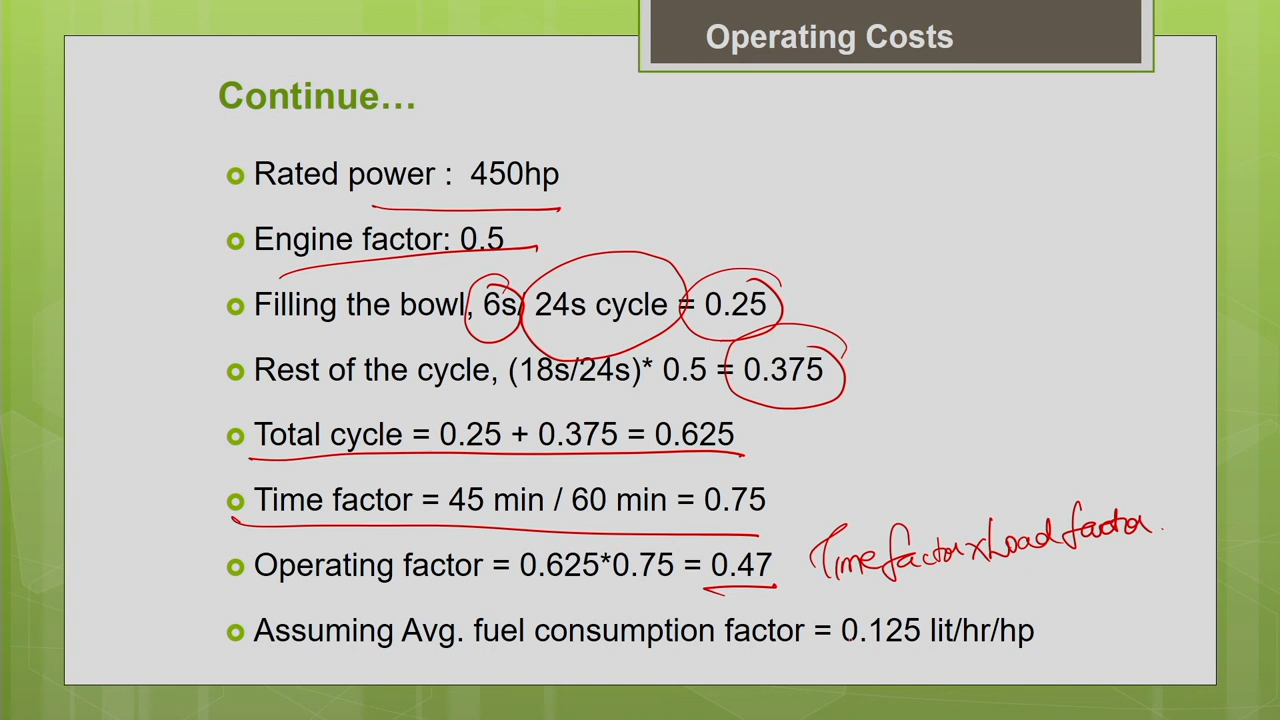 Operating Costs
Continue…
Rated power : 450hp
Engine factor: 0.5
Filling the bowl, 6s/ 24s cycle = 0.25
Rest of the cycle, (18s/24s)* 0.5 = 0.375
Total cycle = 0.25 + 0.375 = 0.625
Time factor = 45 min / 60 min = 0.75
Operating factor = 0.625*0.75 = 0.47
Time factor x Load factor.
Assuming Avg. fuel consumption factor = 0.125 lit/hr/hp